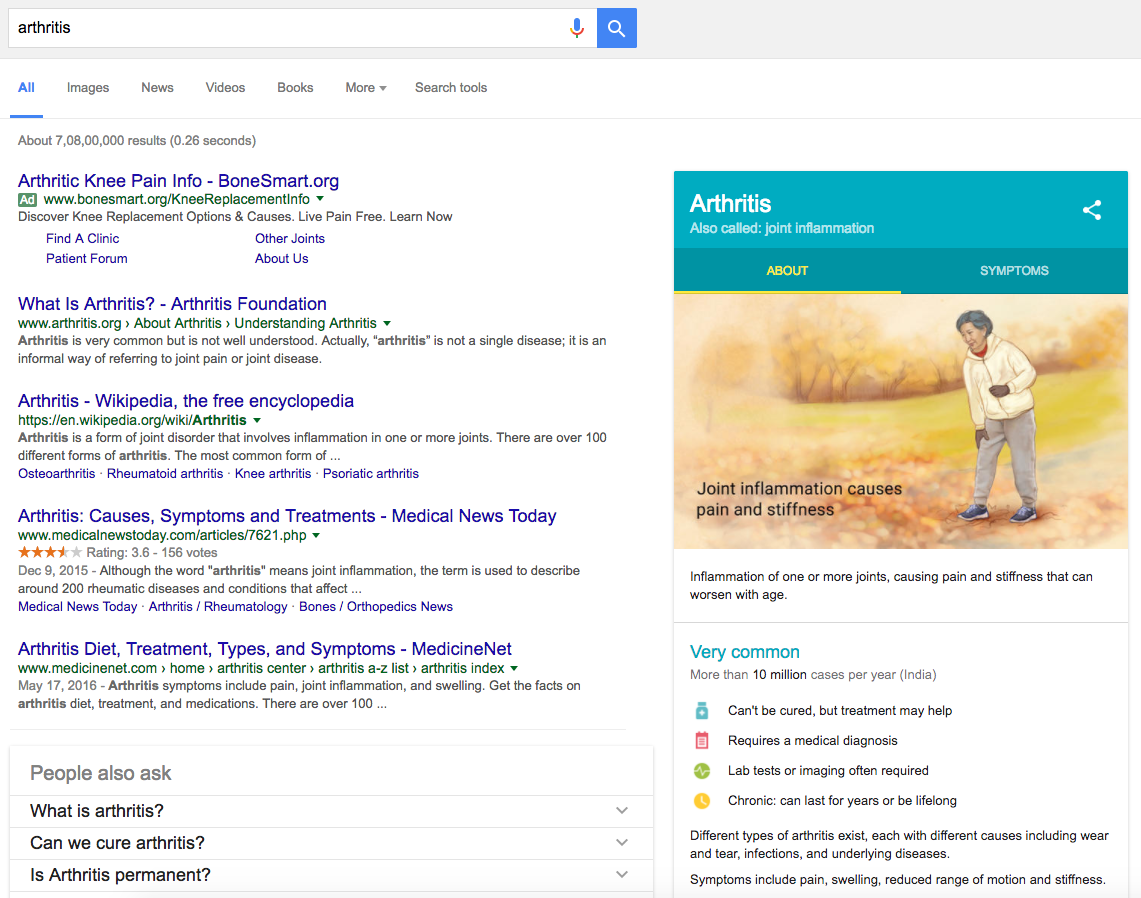 arthritis
All Images News Videos Books More Search tools
About 7,08,00,000 results (0.26 seconds)
Arthritic Knee Pain Info - BoneSmart.org
Ad www.bonesmart.org/KneeReplacementInfo
Discover Knee Replacement Options & Causes. Live Pain Free. Learn Now
Find A Clinic Other Joints
Patient Forum About Us
What Is Arthritis? - Arthritis Foundation
www.arthritis.org › About Arthritis › Understanding Arthritis
Arthritis is very common but is not well understood. Actually, “arthritis” is not a single disease; it is an
informal way of referring to joint pain or joint disease.
Arthritis - Wikipedia, the free encyclopedia
https://en.wikipedia.org/wiki/Arthritis
Arthritis is a form of joint disorder that involves inflammation in one or more joints. There are over 100
different forms of arthritis. The most common form of ...
Osteoarthritis · Rheumatoid arthritis · Knee arthritis · Psoriatic arthritis
Arthritis: Causes, Symptoms and Treatments - Medical News Today
www.medicalnewstoday.com/articles/7621.php
Rating: 3.6 - 156 votes
Dec 9, 2015 - Although the word "arthritis" means joint inflammation, the term is used to describe
around 200 rheumatic diseases and conditions that affect ...
Medical News Today · Arthritis / Rheumatology · Bones / Orthopedics News
Arthritis Diet, Treatment, Types, and Symptoms - MedicineNet
www.medicinenet.com › home › arthritis center › arthritis a-z list › arthritis index
May 17, 2016 - Arthritis symptoms include pain, joint inflammation, and swelling. Get the facts on
arthritis diet, treatment, and medications. There are over 100 ...
People also ask
What is arthritis?
Can we cure arthritis?
Is Arthritis permanent?
Arthritis
Also called: joint inflammation
ABOUT SYMPTOMS
Joint inflammation causes
pain and stiffness
Inflammation of one or more joints, causing pain and stiffness that can
worsen with age.
Very common
More than 10 million cases per year (India)
Can't be cured, but treatment may help
Requires a medical diagnosis
Lab tests or imaging often required
Chronic: can last for years or be lifelong
Different types of arthritis exist, each with different causes including wear
and tear, infections, and underlying diseases.
Symptoms include pain, swelling, reduced range of motion and stiffness.